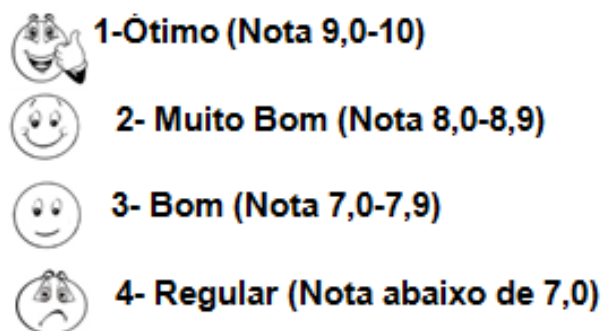 1-Ótimo (Nota 9,0-10)
2- Muito Bom (Nota 8,0-8,9)
3- Bom (Nota 7,0-7,9)
4- Regular (Nota abaixo de 7,0)